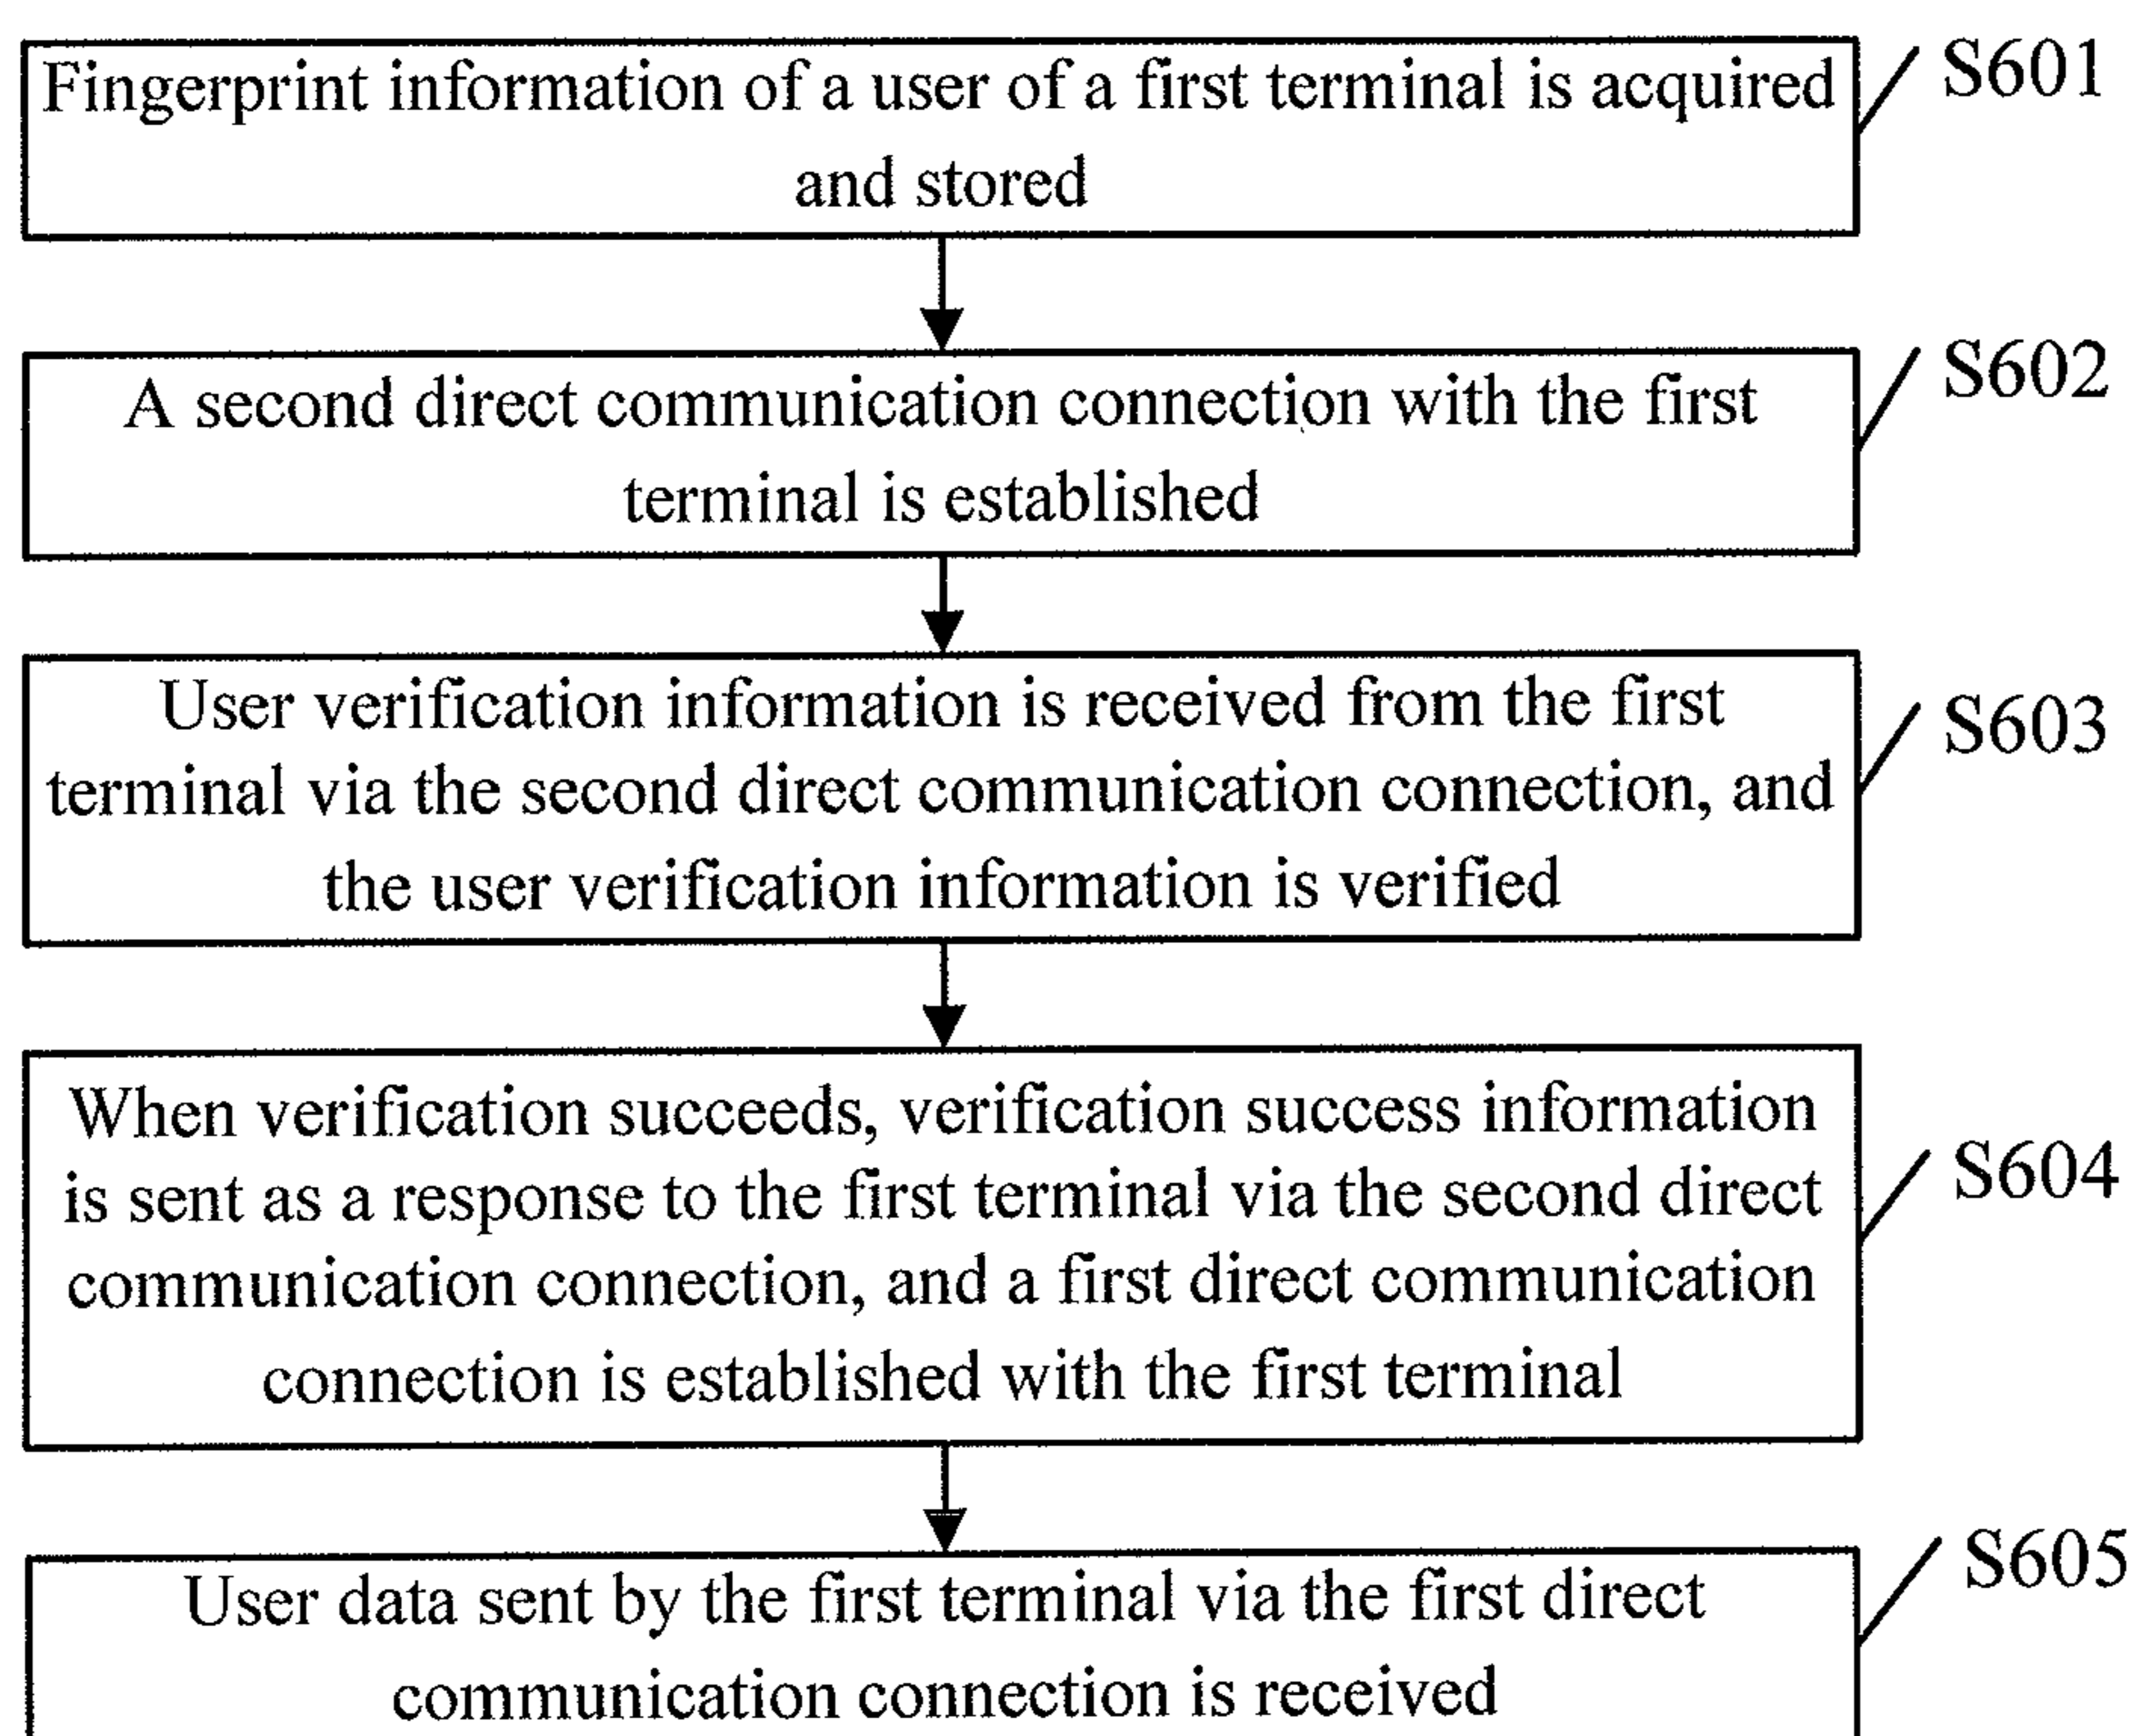 Fingerprint information of a user of a first terminal is acquired
and stored
S601
A second direct communication connection with the first
terminal is established
S602
User verification information is received from the first
terminal via the second direct communication connection, and
the user verification information is verified
S603
When verification succeeds, verification success information
is sent as a response to the first terminal via the second direct
communication connection, and a first direct communication
connection is established with the first terminal
S604
User data sent by the first terminal via the first direct
communication connection is received
S605